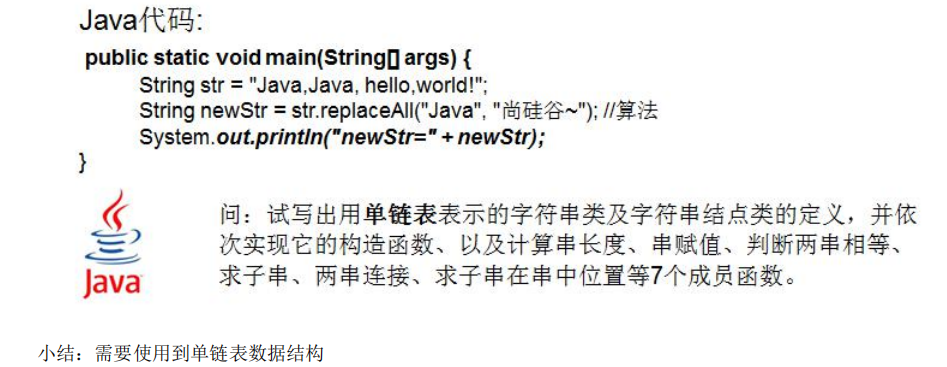 Java代码:
public static void main(String[] args) {
String str = "Java,Java, hello,world!";
String newStr = str.replaceAll("Java", "尚硅谷~"); //算法
System.out.println("newStr=" + newStr);
}
Java
问：试写出用单链表表示的字符串类及字符串结点类的定义，并依
次实现它的构造函数、以及计算串长度、串赋值、判断两串相等、
求子串、两串连接、求子串在串中位置等7个成员函数。
小结：需要使用到单链表数据结构